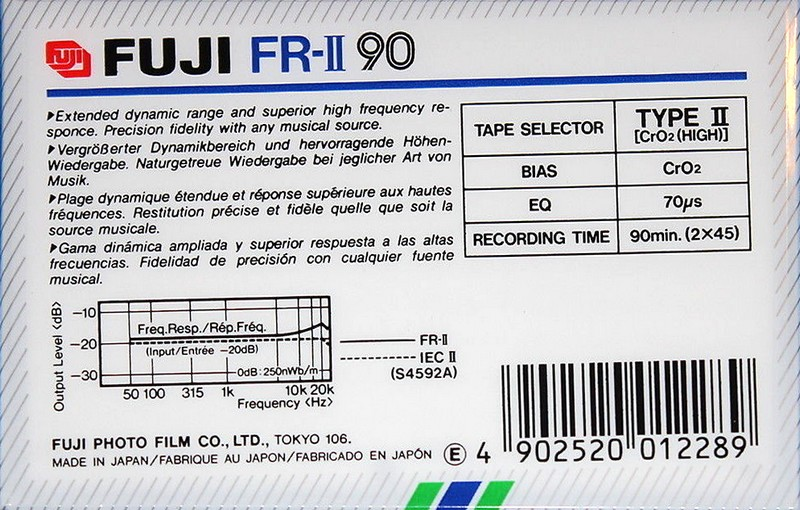 FUJI FUJI FR-II 90
▶Extended dynamic range and superior high frequency re-
sponce. Precision fidelity with any musical source.
▶Vergrößerter Dynamikbereich und hervorragende Höhen-
Wiedergabe. Naturgetreue Wiedergabe bei jeglicher Art von
Musik.
▶Plage dynamique étendue et réponse supérieure aux hautes
fréquences. Restitution précise et fidèle quelle que soit la
source musicale.
▶Gama dinámica ampliada y superior respuesta a las altas
frecuencias. Fidelidad de precisión con cualquier fuente
musical.
TAPE SELECTOR TYPE II
[CrO2 (HIGH)]
BIAS CrO2
EQ 70μs
RECORDING TIME 90min. (2×45)
Output Level <dB>
-10
-20
-30
Freq.Resp./Rép.Fréq.
(Input/Entrée -20dB)
0dB: 250nWb/m
50 100 315 1k 10k 20k
Frequency <Hz>
FR-II
IEC II
(S4592A)
FUJI PHOTO FILM CO., LTD., TOKYO 106.
MADE IN JAPAN/FABRIQUE AU JAPON/FABRICADO EN JAPÓN E 4 902520 012289